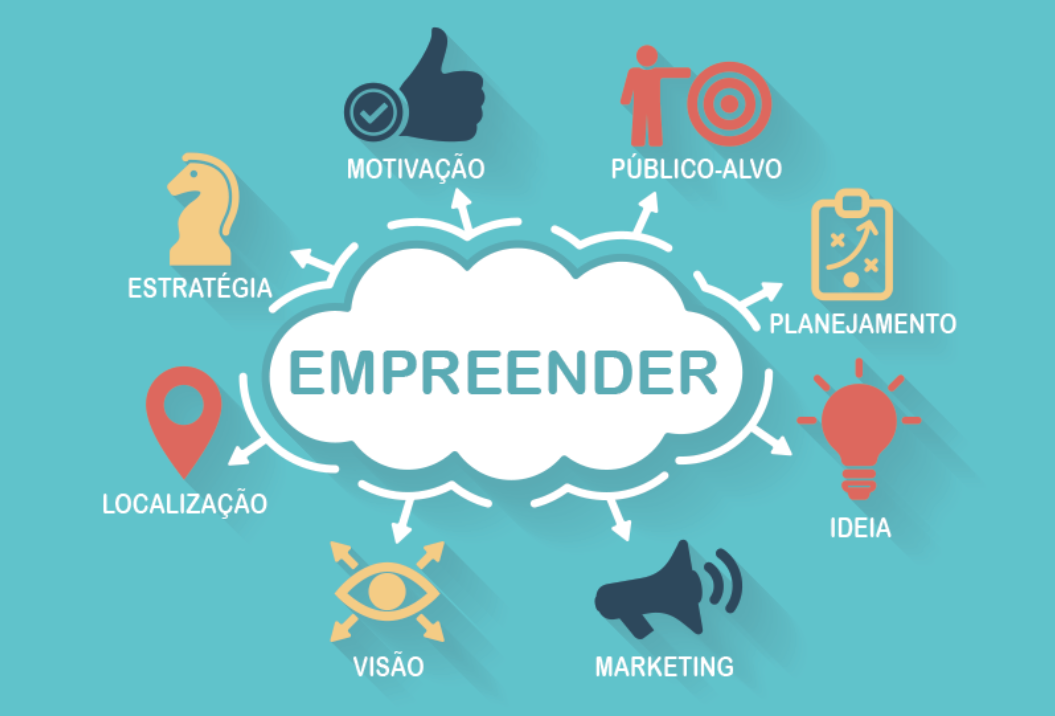 MOTIVAÇÃO
PÚBLICO-ALVO
ESTRATÉGIA
PLANEJAMENTO
EMPREENDER
LOCALIZAÇÃO
IDEIA
VISÃO
MARKETING